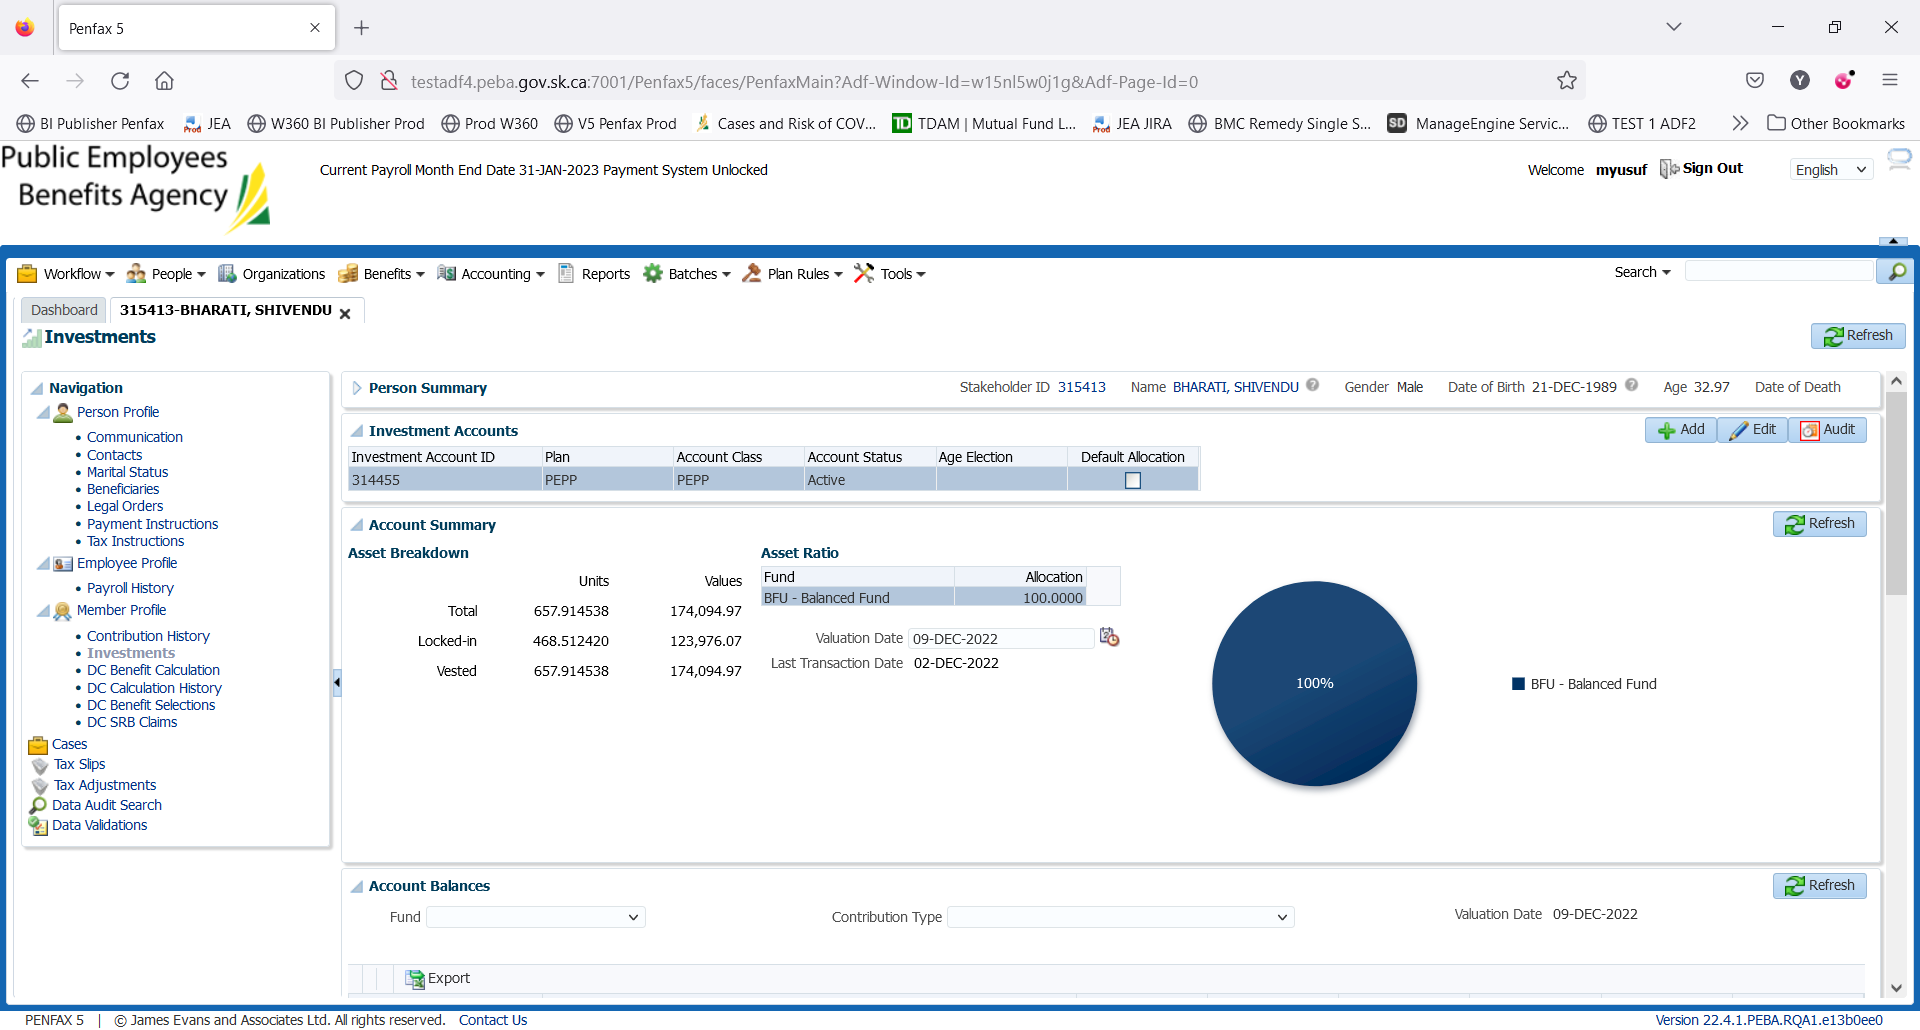 Penfax 5
testadf4.peba.gov.sk.ca:7001/Penfax5/faces/PenfaxMain?Adf-Window-Id=w15nl5w0j1g&Adf-Page-Id=0
Y
BI Publisher Penfax JEA W360 BI Publisher Prod Prod W360 V5 Penfax Prod Cases and Risk of COV... TDAM | Mutual Fund L... JEA JIRA BMC Remedy Single S... SD ManageEngine Servic... TEST 1 ADF2 Other Bookmarks
Public Employees
Benefits Agency
Current Payroll Month End Date 31-JAN-2023 Payment System Unlocked
Welcome myusuf Sign Out English
Workflow People Organizations Benefits Accounting Reports Batches Plan Rules Tools Search
Dashboard 315413-BHARATI, SHIVENDU
Investments Refresh
Navigation
Person Profile
Communication
Contacts
Marital Status
Beneficiaries
Legal Orders
Payment Instructions
Tax Instructions
Employee Profile
Payroll History
Member Profile
Contribution History
Investments
DC Benefit Calculation
DC Calculation History
DC Benefit Selections
DC SRB Claims
Cases
Tax Slips
Tax Adjustments
Data Audit Search
Data Validations
Person Summary Stakeholder ID 315413 Name BHARATI, SHIVENDU Gender Male Date of Birth 21-DEC-1989 Age 32.97 Date of Death
Investment Accounts Add Edit Audit
Investment Account ID Plan Account Class Account Status Age Election Default Allocation
314455 PEPP PEPP Active
Account Summary Refresh
Asset Breakdown
Units Values
Total 657.914538 174,094.97
Locked-in 468.512420 123,976.07
Vested 657.914538 174,094.97
Asset Ratio
Fund Allocation
BFU - Balanced Fund 100.0000
Valuation Date 09-DEC-2022
Last Transaction Date 02-DEC-2022
100%
BFU - Balanced Fund
Account Balances Refresh
Fund Contribution Type Valuation Date 09-DEC-2022
Export
PENFAX 5 | © James Evans and Associates Ltd. All rights reserved. Contact Us Version 22.4.1.PEBA.RQA1.e13b0ee0